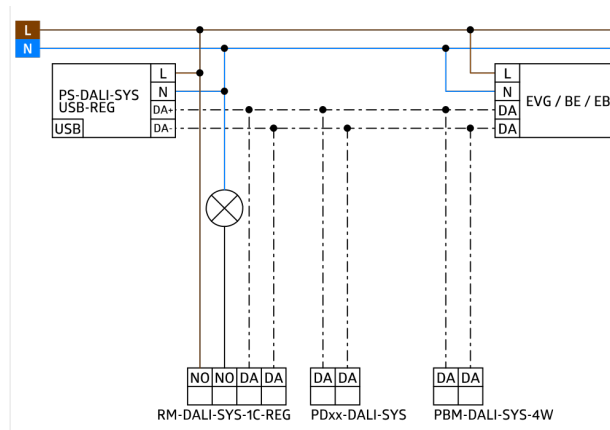 L
N
PS-DALI-SYS
USB-REG
USB
L
N
DA+
DA-
L
N
DA
DA
EVG / BE / EB
NO NO DA DA
RM-DALI-SYS-1C-REG
DA DA
PDxx-DALI-SYS
DA DA
PBM-DALI-SYS-4W